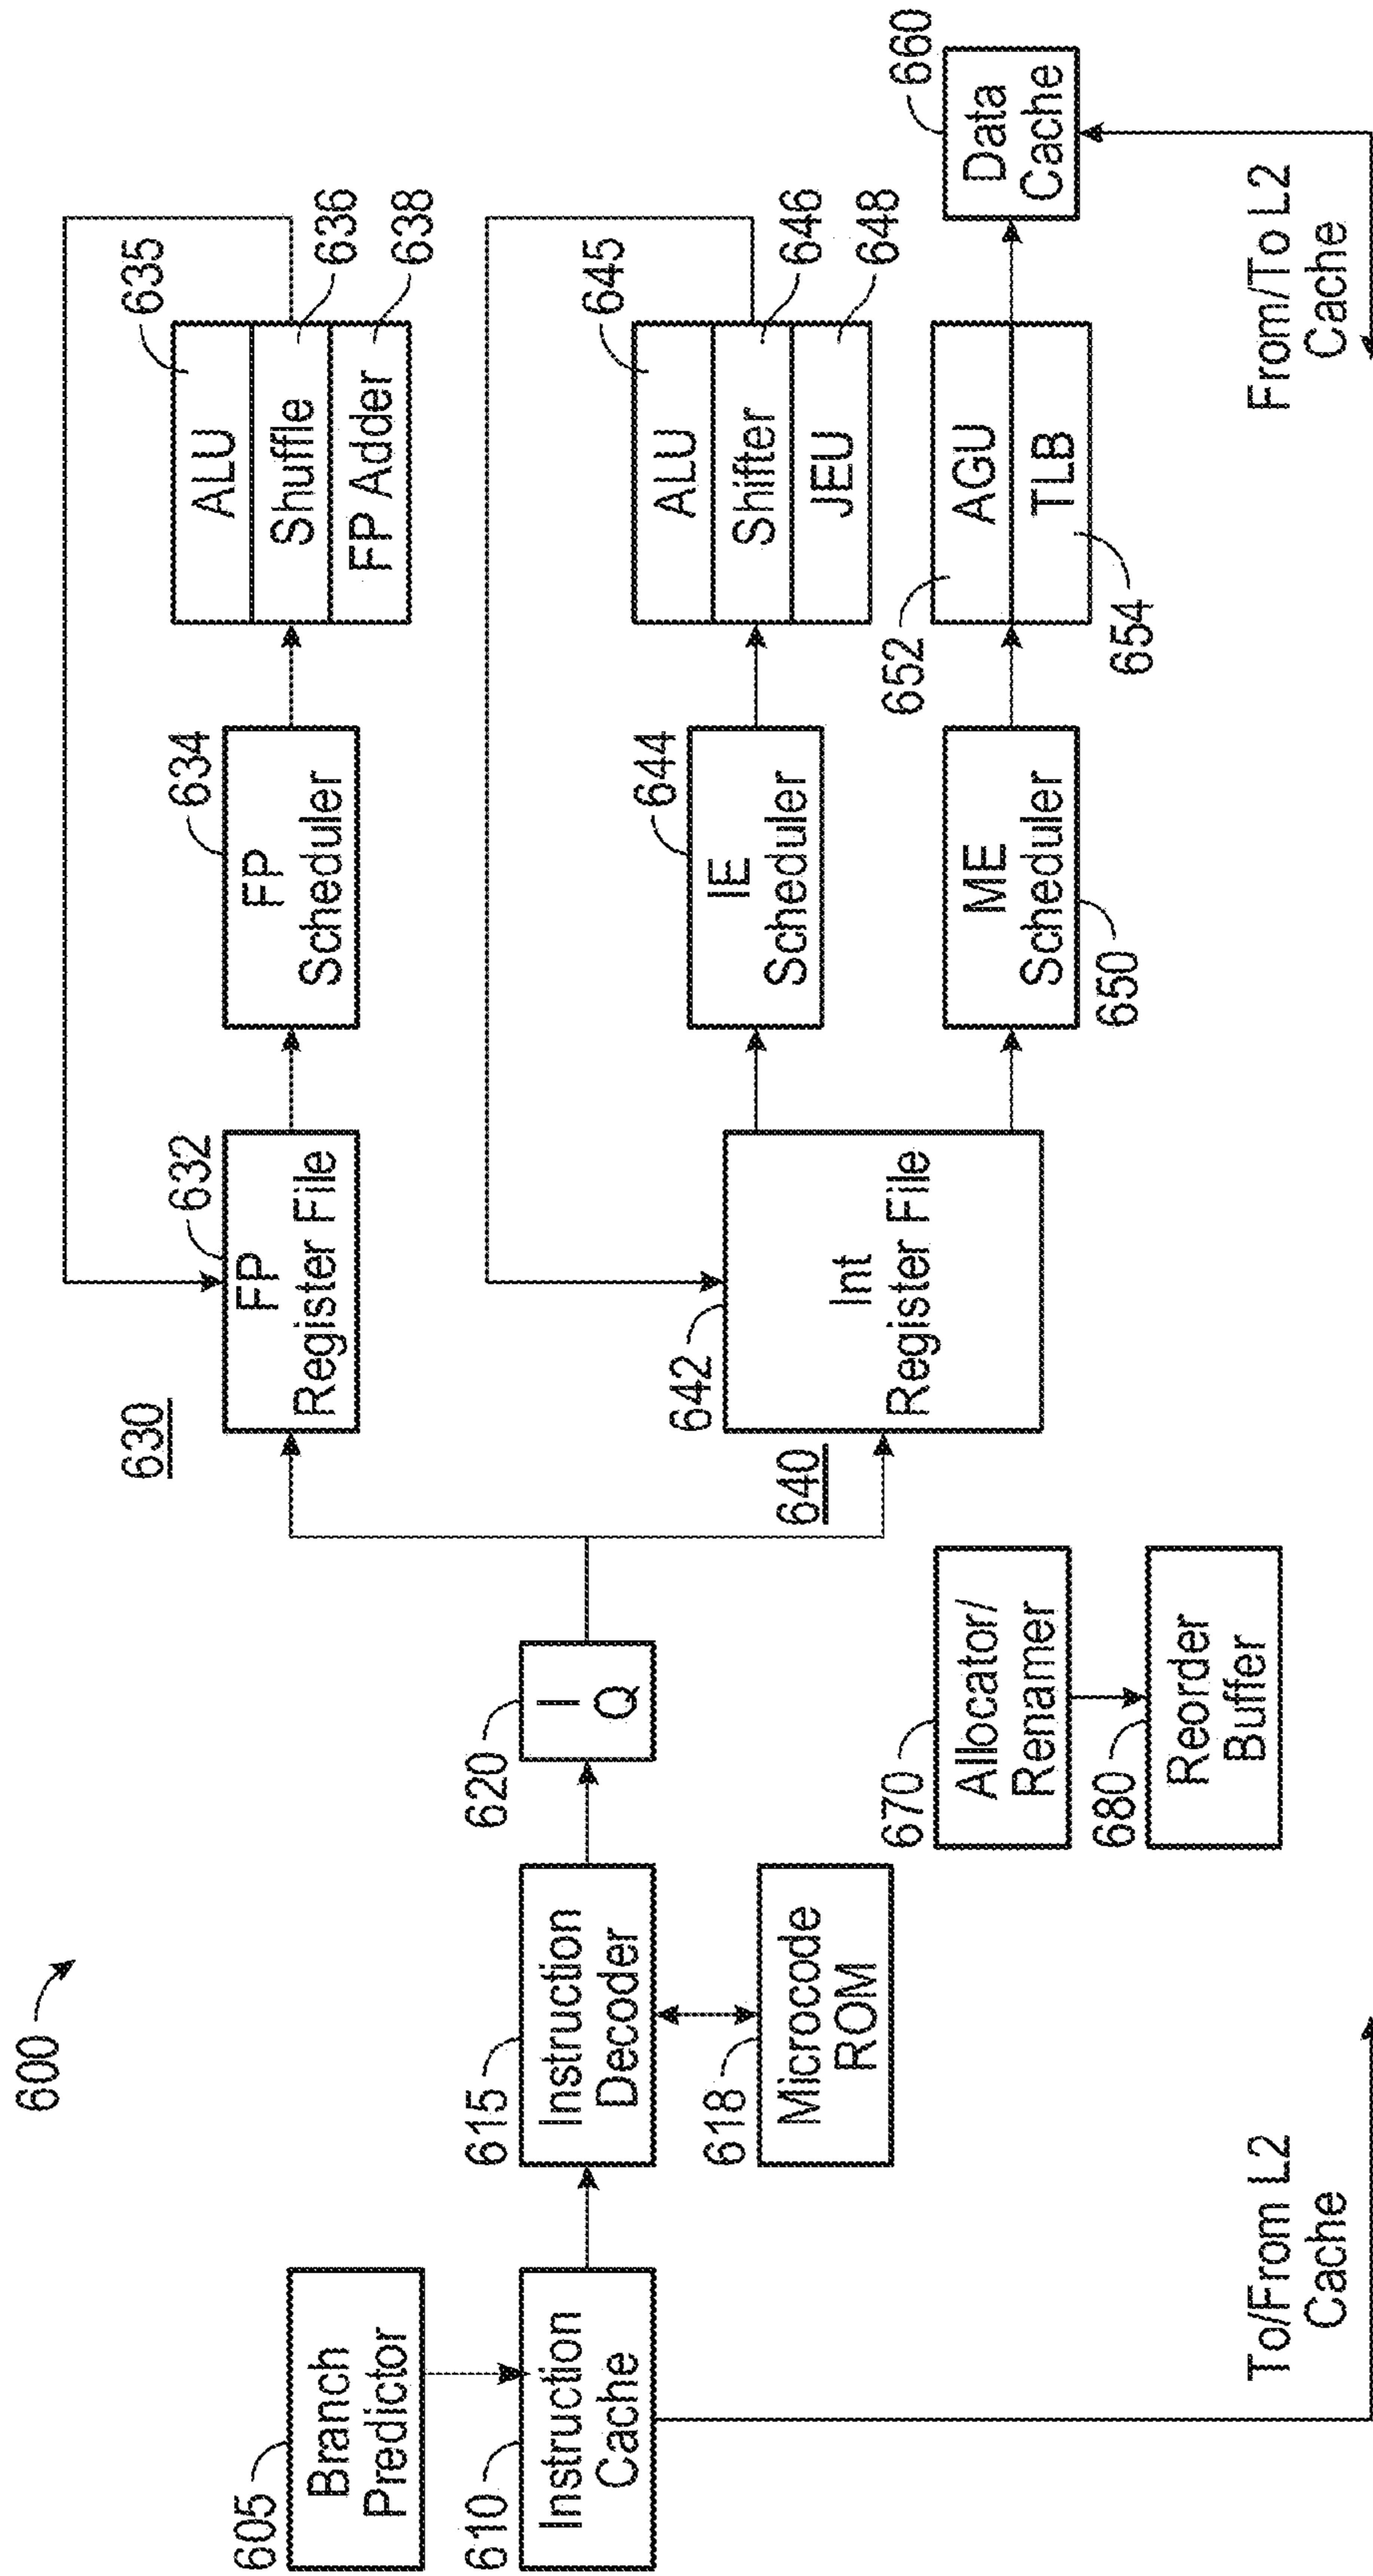 600
605
Branch
Predictor
610
Instruction
Cache
To/From L2
Cache
615
Instruction
Decoder
618
Microcode
ROM
620
I
Q
670
Allocator/
Renamer
680
Reorder
Buffer
630
632
FP
Register File
634
FP
Scheduler
635
ALU
636
Shuffle
638
FP Adder
640
642
Int
Register File
644
IE
Scheduler
645
ALU
646
Shifter
648
JEU
650
ME
Scheduler
652
AGU
654
TLB
660
Data
Cache
From/To L2
Cache